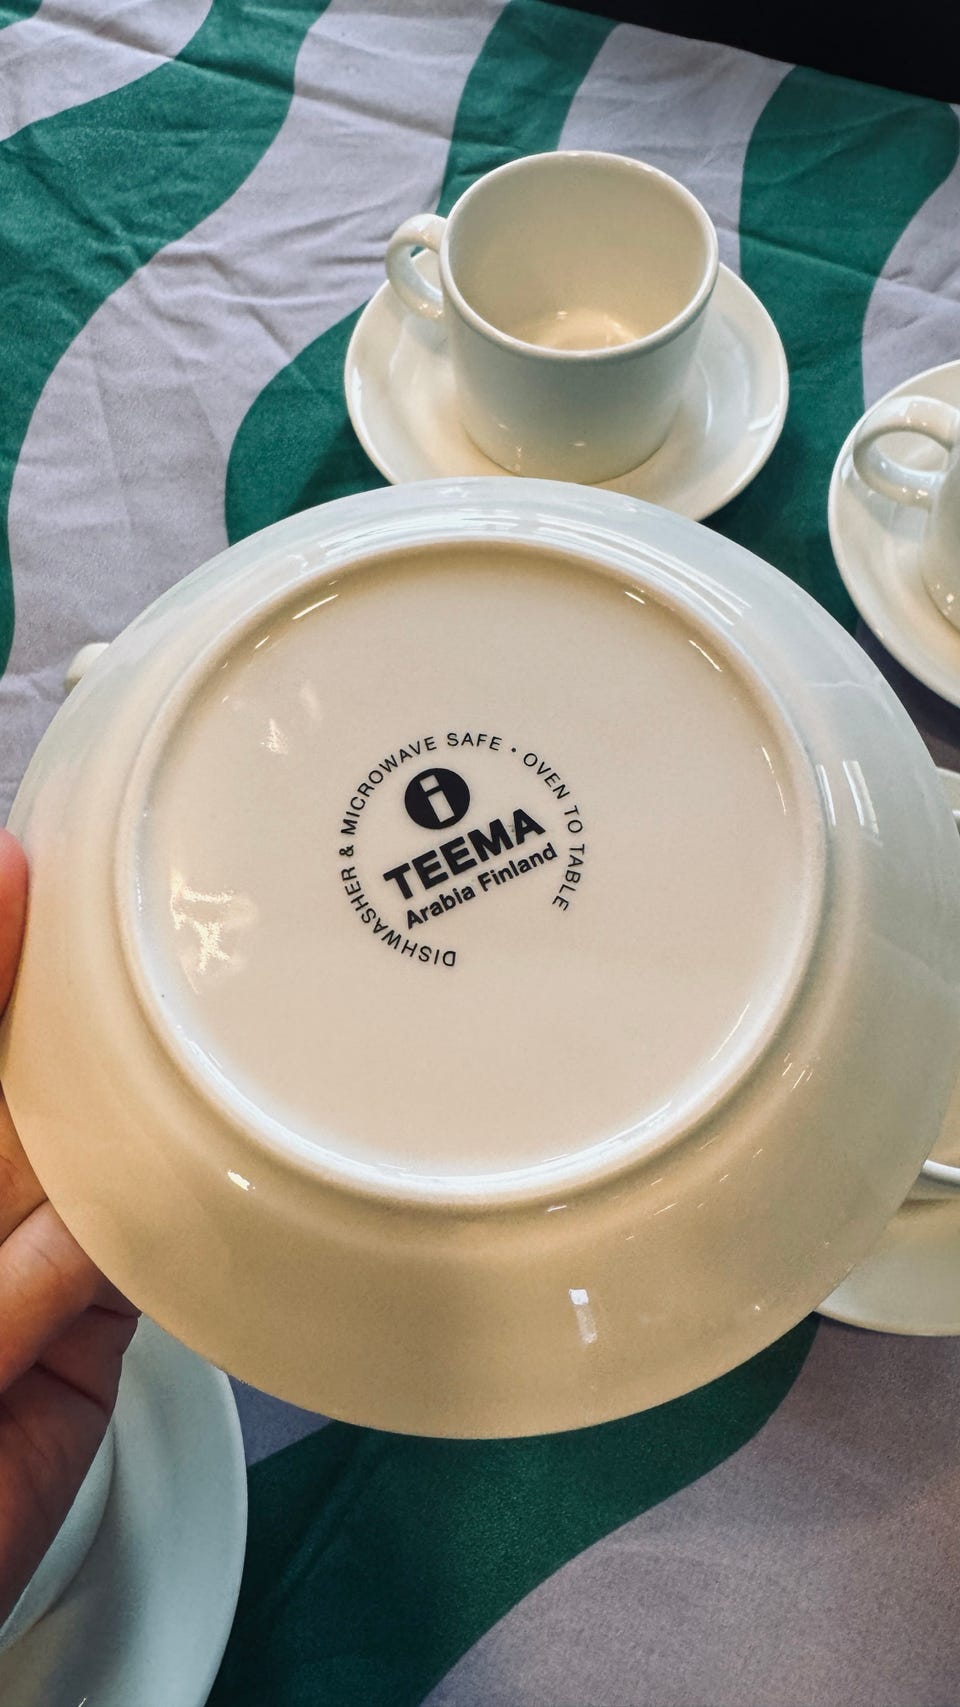 DISHWASHER & MICROWAVE SAFE • OVEN TO TABLE
i
TEEMA
Arabia Finland